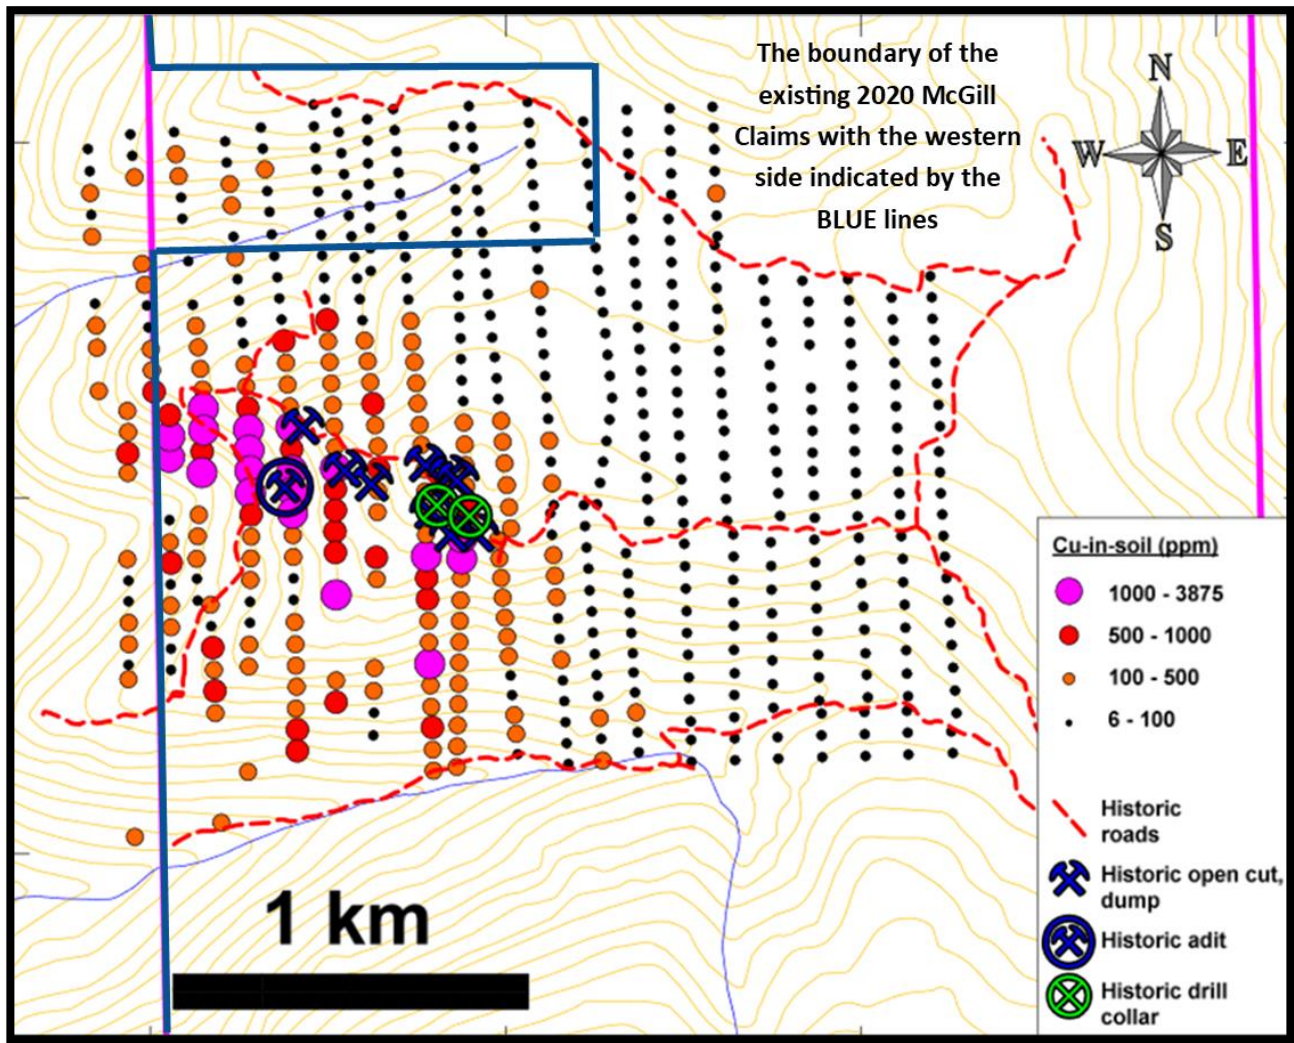 The boundary of the
existing 2020 McGill
Claims with the western
side indicated by the
BLUE lines
N
W
E
S
Cu-in-soil (ppm)
1000 - 3875
500 - 1000
100 - 500
6 - 100
Historic
roads
Historic open cut,
dump
Historic adit
Historic drill
collar
1 km